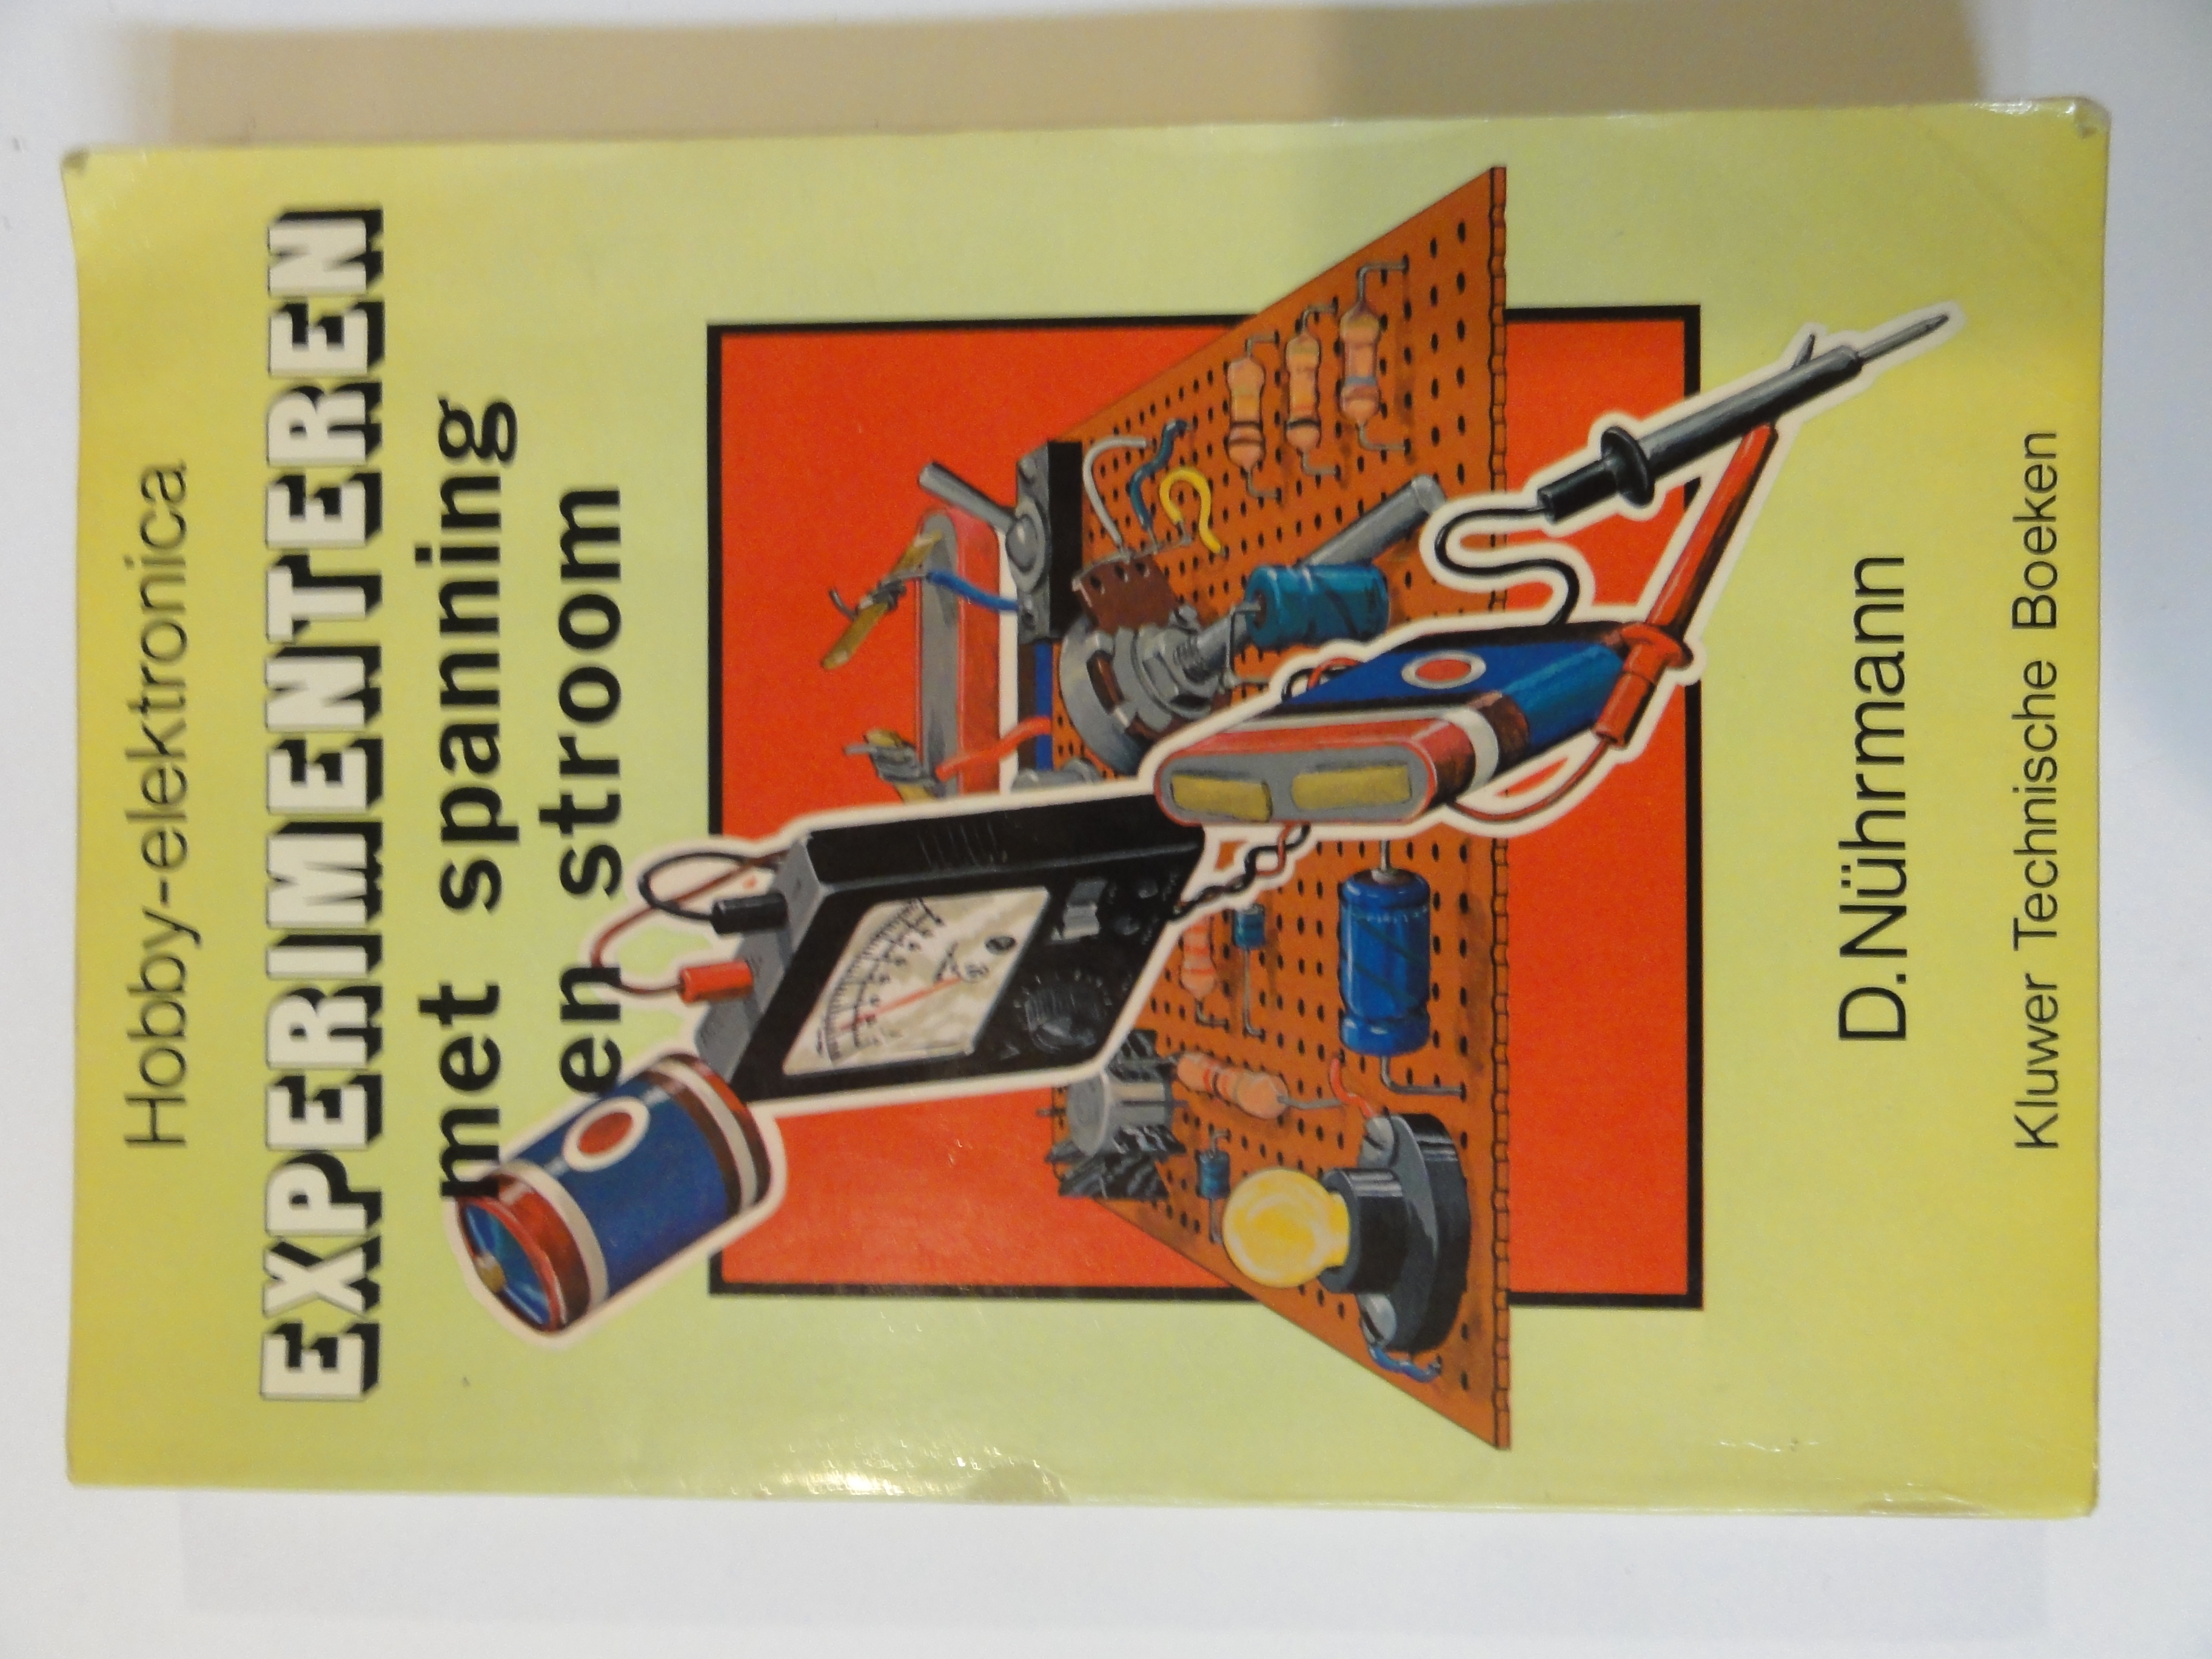 Hobby-elektronica
EXPERIMENTEREN
met spanning
en stroom
D. Nührmann
Kluwer Technische Boeken